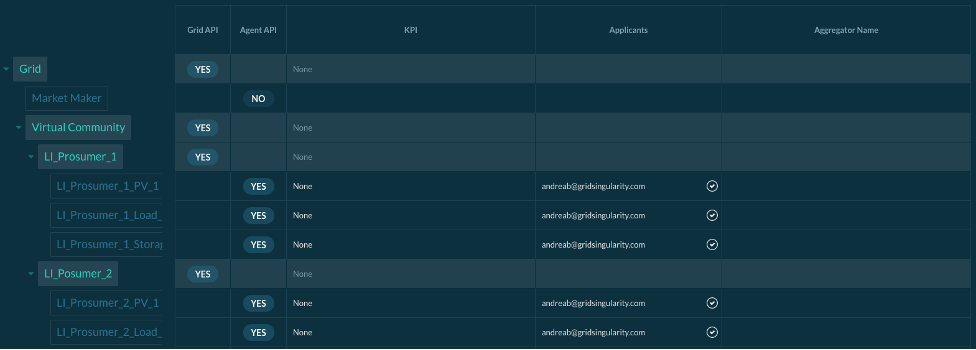 Grid API Agent API KPI Applicants Aggregator Name
Grid YES None
Market Maker NO
Virtual Community YES None
LI_Prosumer_1 YES None
LI_Prosumer_1_PV_1 YES None andreab@gridsingularity.com
LI_Prosumer_1_Load_ YES None andreab@gridsingularity.com
LI_Prosumer_1_Storag YES None andreab@gridsingularity.com
LI_Posumer_2 YES None
LI_Prosumer_2_PV_1 YES None andreab@gridsingularity.com
LI_Prosumer_2_Load_ YES None andreab@gridsingularity.com